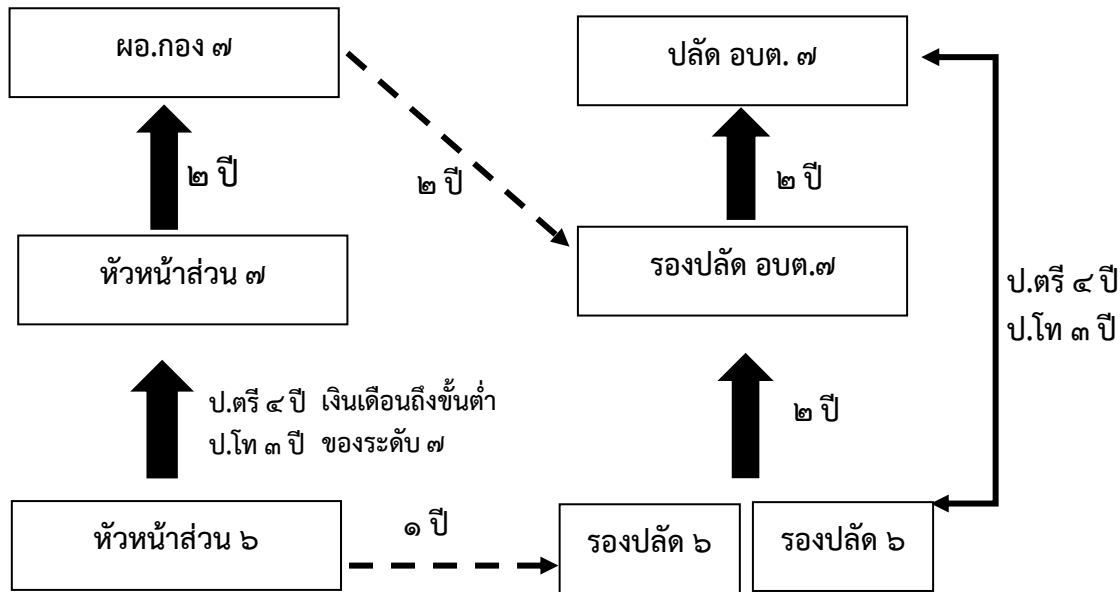 ผอ.กอง ๗
ปลัด อบต. ๗
๒ ปี
๒ ปี
๒ ปี
หัวหน้าส่วน ๗
รองปลัด อบต.๗
ป.ตรี ๔ ปี
ป.โท ๓ ปี
ป.ตรี ๔ ปี เงินเดือนถึงขั้นต่ำ
ป.โท ๓ ปี ของระดับ ๗
๒ ปี
หัวหน้าส่วน ๖
๑ ปี
รองปลัด ๖
รองปลัด ๖